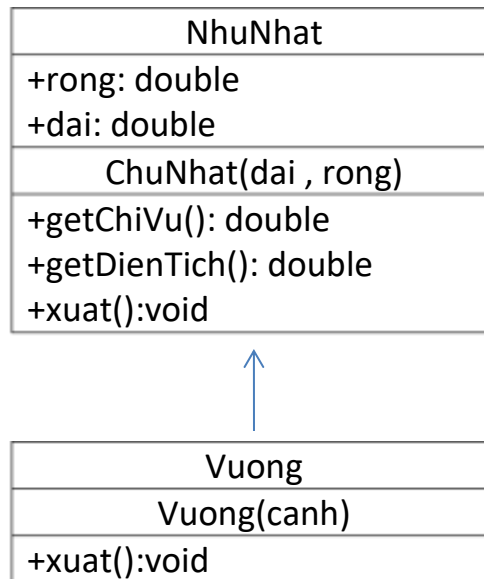 NhuNhat
+rong: double
+dai: double
ChuNhat(dai , rong)
+getChiVu(): double
+getDienTich(): double
+xuat():void
Vuong
Vuong(canh)
+xuat():void